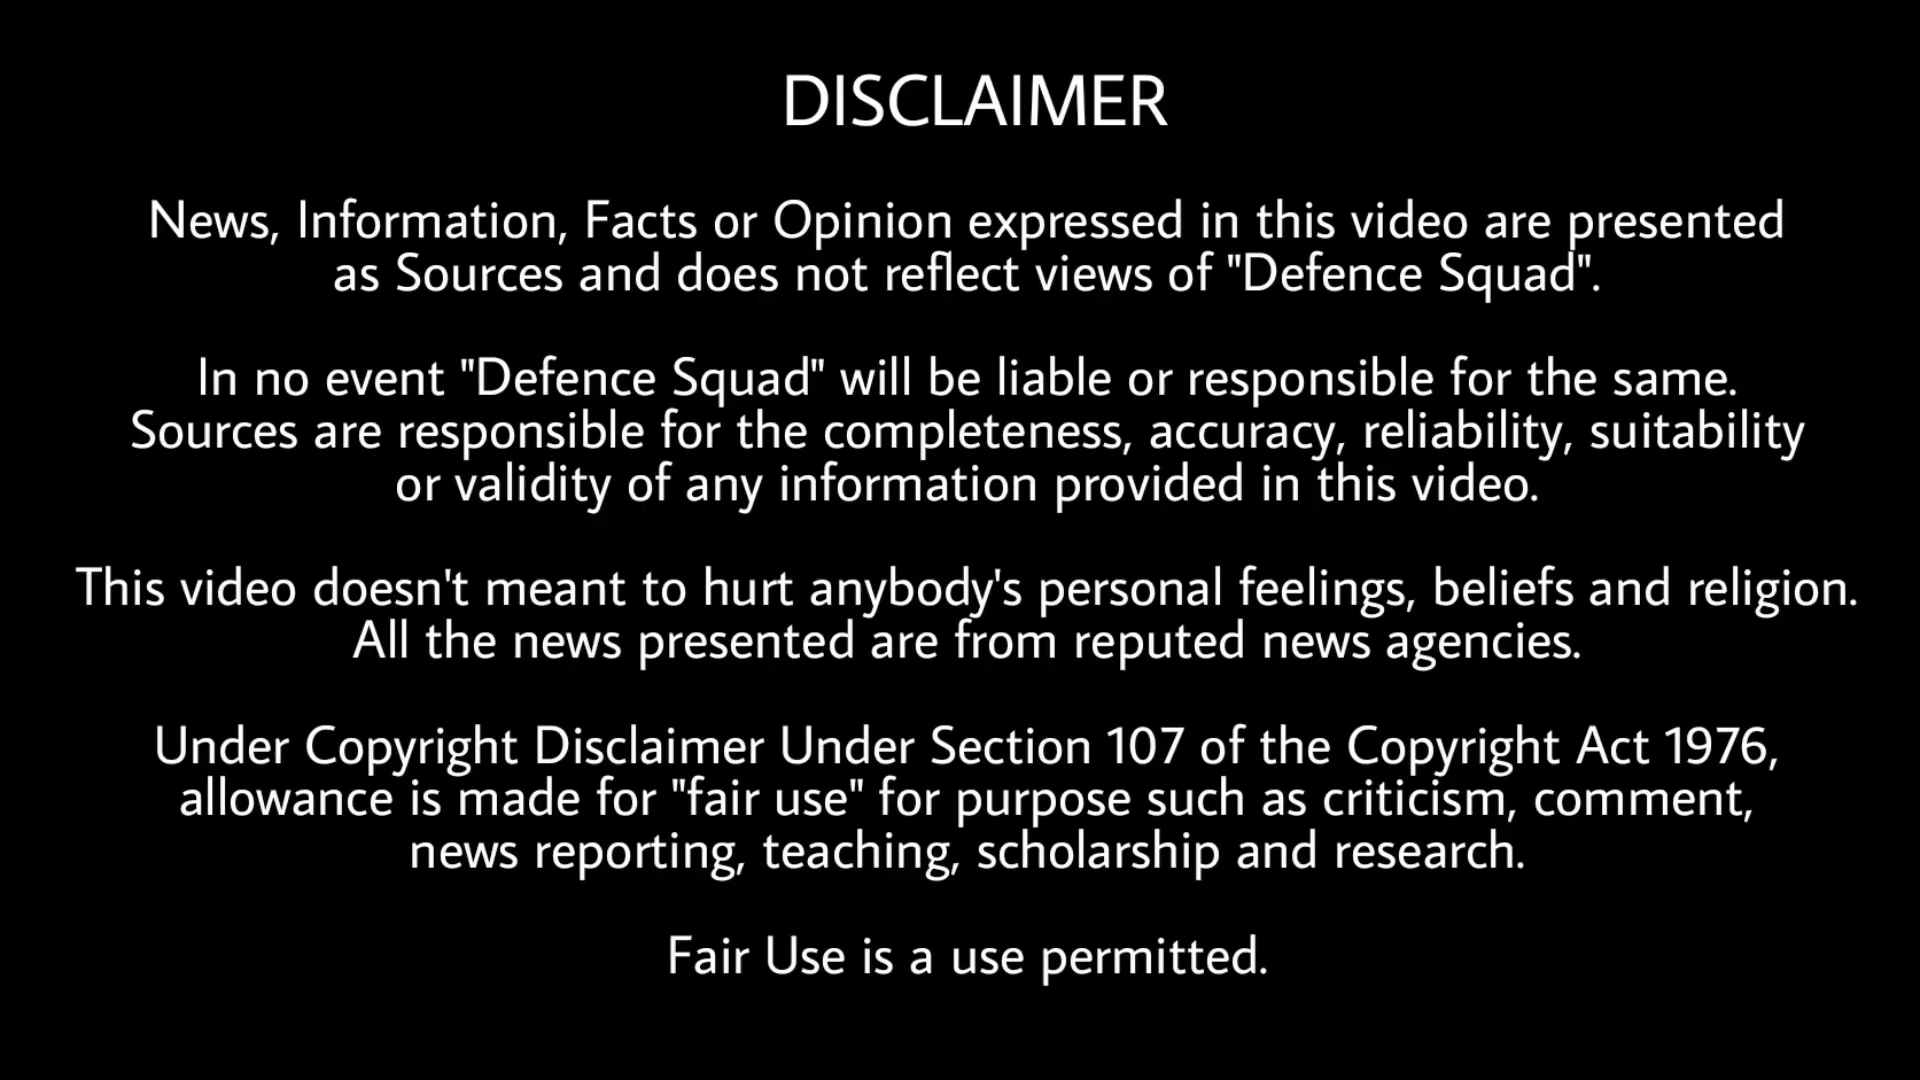 DISCLAIMER
News, Information, Facts or Opinion expressed in this video are presented
as Sources and does not reflect views of "Defence Squad".
In no event "Defence Squad" will be liable or responsible for the same.
Sources are responsible for the completeness, accuracy, reliability, suitability
or validity of any information provided in this video.
This video doesn't meant to hurt anybody's personal feelings, beliefs and religion.
All the news presented are from reputed news agencies.
Under Copyright Disclaimer Under Section 107 of the Copyright Act 1976,
allowance is made for "fair use" for purpose such as criticism, comment,
news reporting, teaching, scholarship and research.
Fair Use is a use permitted.